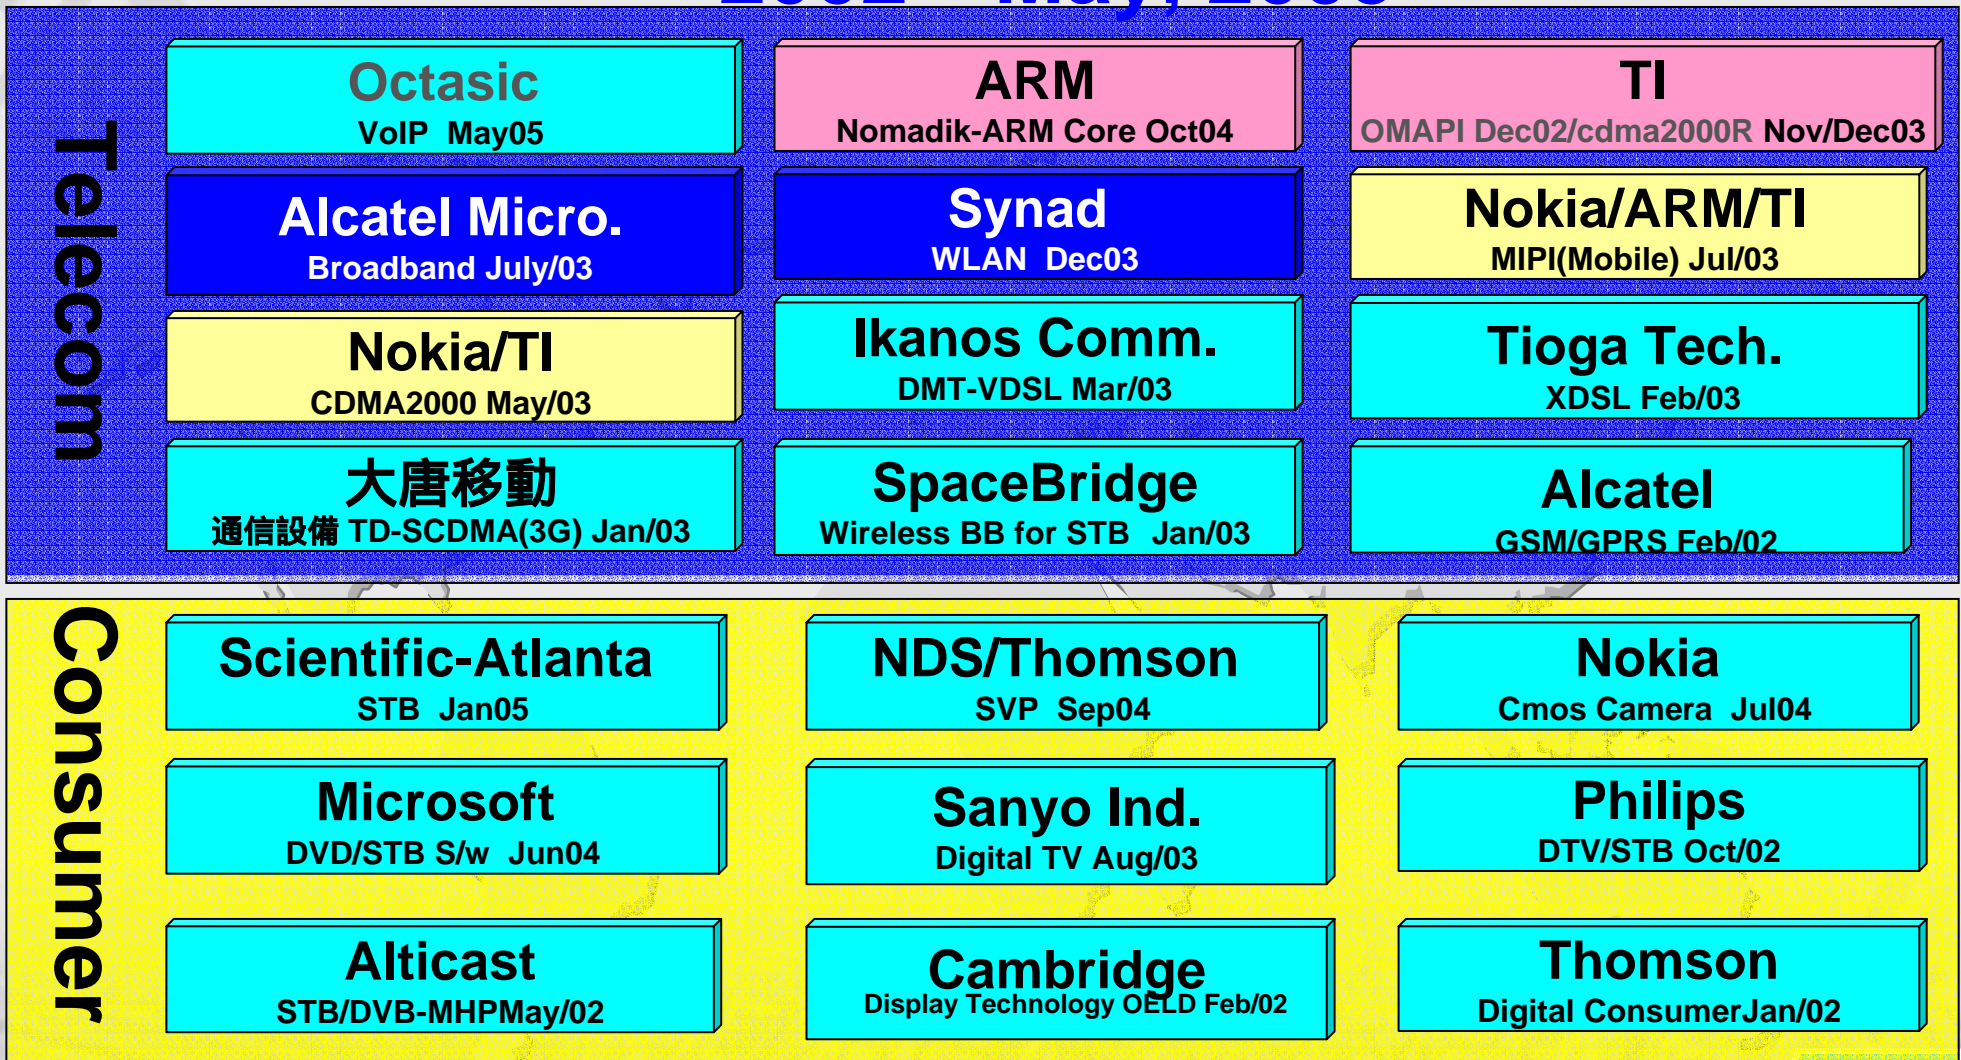 Telecom
Octasic
VoIP May05
ARM
Nomadik-ARM Core Oct04
TI
OMAPI Dec02/cdma2000R Nov/Dec03
Alcatel Micro.
Broadband July/03
Synad
WLAN Dec03
Nokia/ARM/TI
MIPI(Mobile) Jul/03
Nokia/TI
CDMA2000 May/03
Ikanos Comm.
DMT-VDSL Mar/03
Tioga Tech.
XDSL Feb/03
大唐移動
通信設備 TD-SCDMA(3G) Jan/03
SpaceBridge
Wireless BB for STB Jan/03
Alcatel
GSM/GPRS Feb/02
Consumer
Scientific-Atlanta
STB Jan05
NDS/Thomson
SVP Sep04
Nokia
Cmos Camera Jul04
Microsoft
DVD/STB S/w Jun04
Sanyo Ind.
Digital TV Aug/03
Philips
DTV/STB Oct/02
Alticast
STB/DVB-MHPMay/02
Cambridge
Display Technology OELD Feb/02
Thomson
Digital ConsumerJan/02